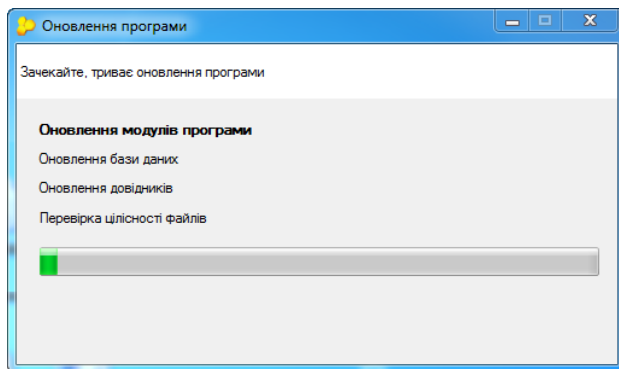 Оновлення програми
Зачекайте, триває оновлення програми
Оновлення модулів програми
Оновлення бази даних
Оновлення довідників
Перевірка цілісності файлів